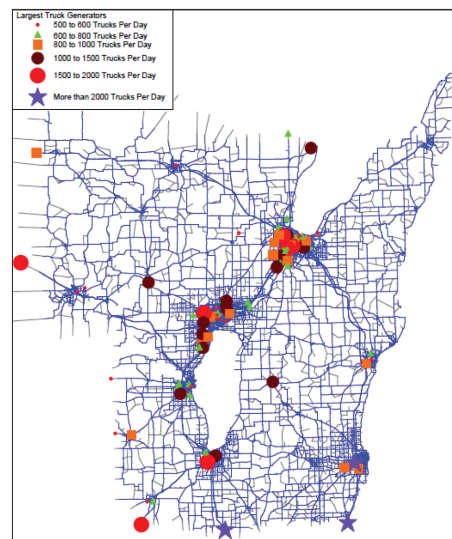 Largest Truck Generators
500 to 600 Trucks Per Day
600 to 800 Trucks Per Day
800 to 1000 Trucks Per Day
1000 to 1500 Trucks Per Day
1500 to 2000 Trucks Per Day
More than 2000 Trucks Per Day